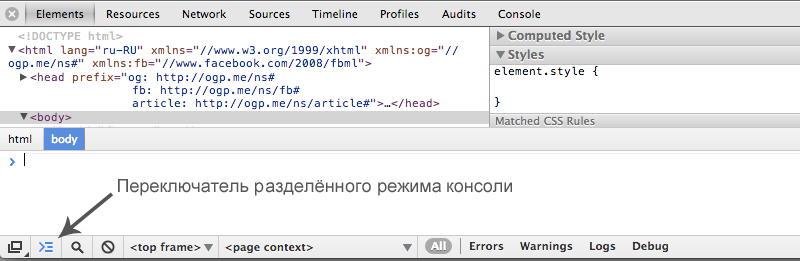 Elements Resources Network Sources Timeline Profiles Audits Console
<!DOCTYPE html>
▼<html lang="ru-RU" xmlns="//www.w3.org/1999/xhtml" xmlns:og="//
ogp.me/ns#" xmlns:fb="//www.facebook.com/2008/fbml">
▶<head prefix="og: http://ogp.me/ns#
fb: http://ogp.me/ns/fb#
article: http://ogp.me/ns/article#">…</head>
▼<body>
▶ Computed Style
▼ Styles
element.style {
}
Matched CSS Rules
html body
>
Переключатель разделённого режима консоли
<top frame> ▼ <page context> ▼ All Errors Warnings Logs Debug